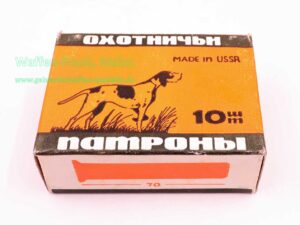 ОХОТНИЧЬИ
MADE IN USSR
10 шт
ПАТРОНЫ
70